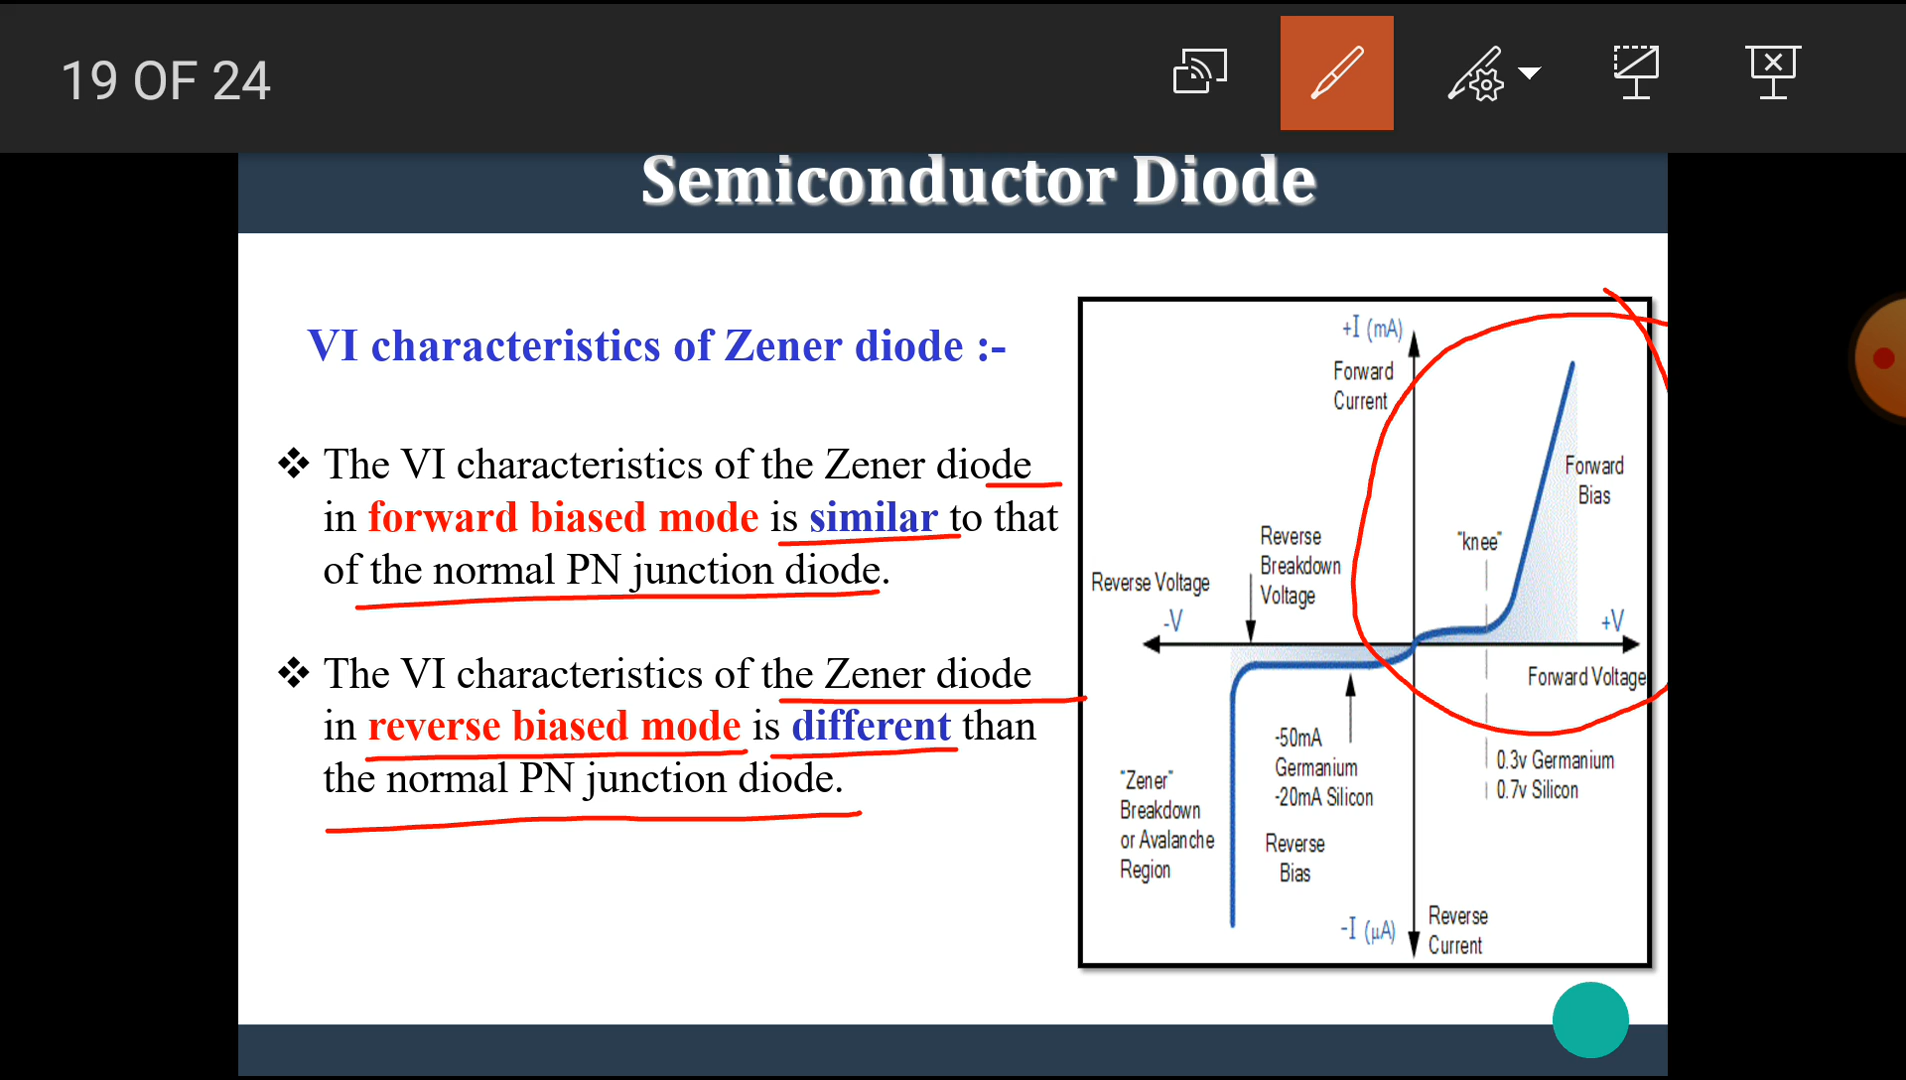 19 OF 24
Semiconductor Diode
VI characteristics of Zener diode :-
❖ The VI characteristics of the Zener diode
in forward biased mode is similar to that
of the normal PN junction diode.
❖ The VI characteristics of the Zener diode
in reverse biased mode is different than
the normal PN junction diode.
+I (mA)
Forward
Current
Forward
Bias
"knee"
Reverse
Breakdown
Voltage
Reverse Voltage
-V
+V
Forward Voltage
-50mA
Germanium
-20mA Silicon
0.3v Germanium
0.7v Silicon
"Zener"
Breakdown
or Avalanche
Region
Reverse
Bias
-I (µA)
Reverse
Current